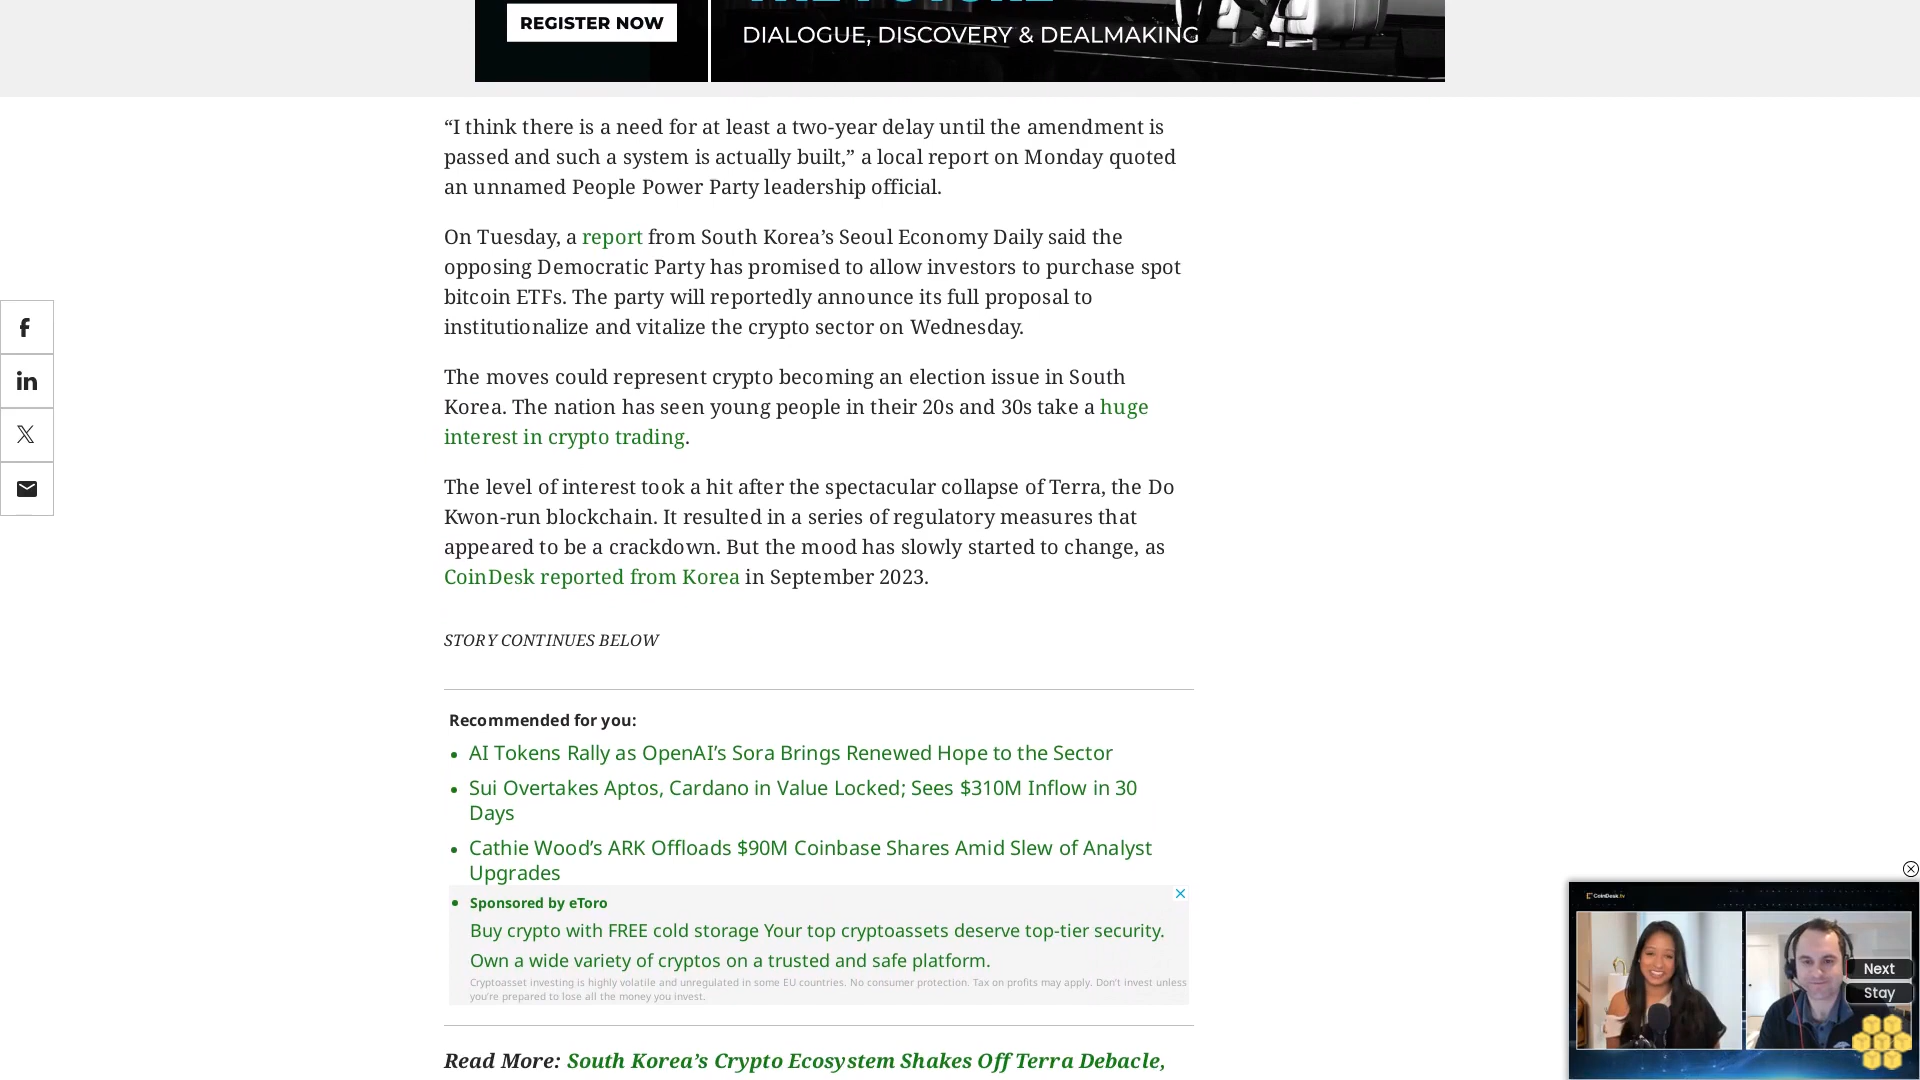 REGISTER NOW
DIALOGUE, DISCOVERY & DEALMAKING
“I think there is a need for at least a two-year delay until the amendment is
passed and such a system is actually built,” a local report on Monday quoted
an unnamed People Power Party leadership official.
On Tuesday, a report from South Korea’s Seoul Economy Daily said the
opposing Democratic Party has promised to allow investors to purchase spot
bitcoin ETFs. The party will reportedly announce its full proposal to
institutionalize and vitalize the crypto sector on Wednesday.
The moves could represent crypto becoming an election issue in South
Korea. The nation has seen young people in their 20s and 30s take a huge
interest in crypto trading.
The level of interest took a hit after the spectacular collapse of Terra, the Do
Kwon-run blockchain. It resulted in a series of regulatory measures that
appeared to be a crackdown. But the mood has slowly started to change, as
CoinDesk reported from Korea in September 2023.
STORY CONTINUES BELOW
Recommended for you:
• AI Tokens Rally as OpenAI’s Sora Brings Renewed Hope to the Sector
• Sui Overtakes Aptos, Cardano in Value Locked; Sees $310M Inflow in 30
Days
• Cathie Wood’s ARK Offloads $90M Coinbase Shares Amid Slew of Analyst
Upgrades
• Sponsored by eToro
Buy crypto with FREE cold storage Your top cryptoassets deserve top-tier security.
Own a wide variety of cryptos on a trusted and safe platform.
Cryptoasset investing is highly volatile and unregulated in some EU countries. No consumer protection. Tax on profits may apply. Don’t invest unless
you’re prepared to lose all the money you invest.
Read More: South Korea’s Crypto Ecosystem Shakes Off Terra Debacle,
CoinDesk.tv
Next
Stay